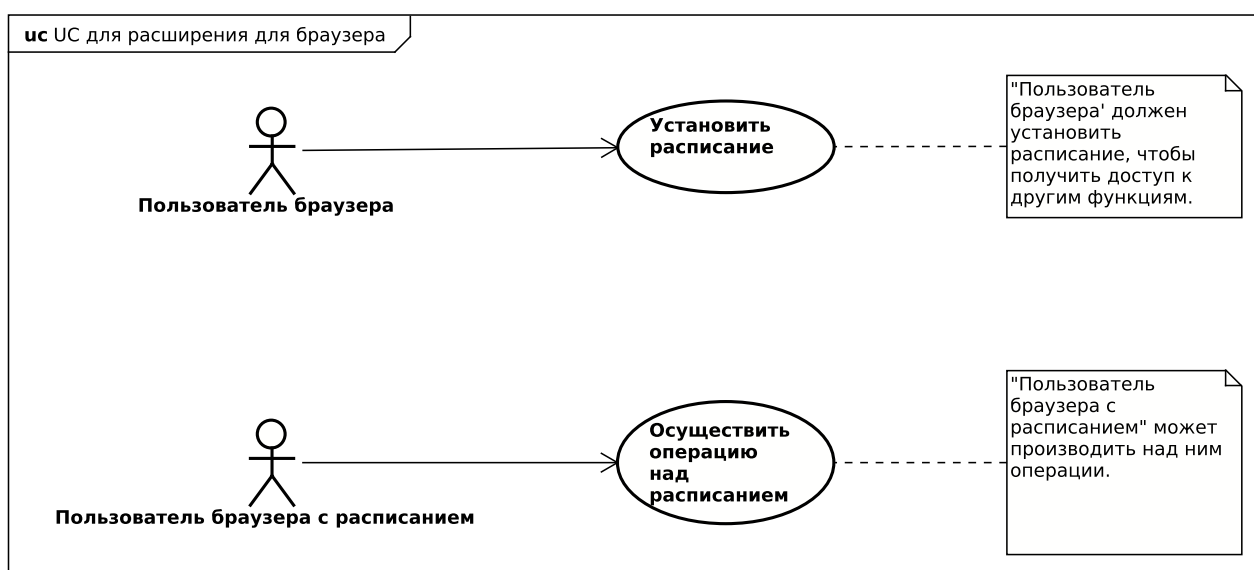 uc UC для расширения для браузера
Установить
расписание
"Пользователь
браузера' должен
установить
расписание, чтобы
получить доступ к
другим функциям.
Пользователь браузера
Осуществить
операцию
над
расписанием
"Пользователь
браузера с
расписанием" может
производить над ним
операции.
Пользователь браузера с расписанием